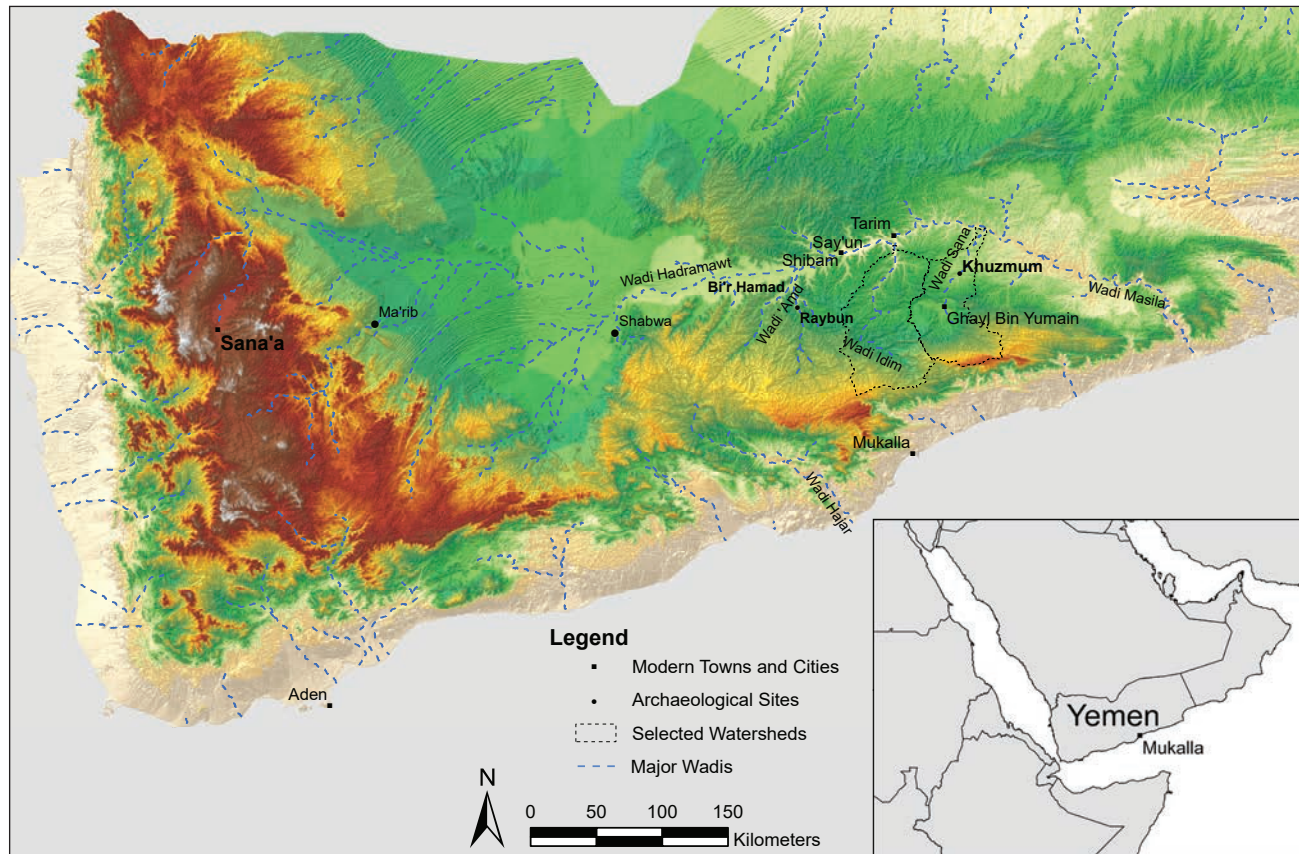 Tarim
Say'un
Shibam
Wadi Sana
Khuzmum
Wadi Hadramawt
Bi'r Hamad
Wadi 'Amd
Raybun
Wadi Masila
Ghayl Bin Yumain
Ma'rib
Shabwa
Sana'a
Wadi Idim
Mukalla
Wadi Hajar
Aden
Legend
Modern Towns and Cities
Archaeological Sites
Selected Watersheds
Major Wadis
N
0 50 100 150
Kilometers
Yemen
Mukalla